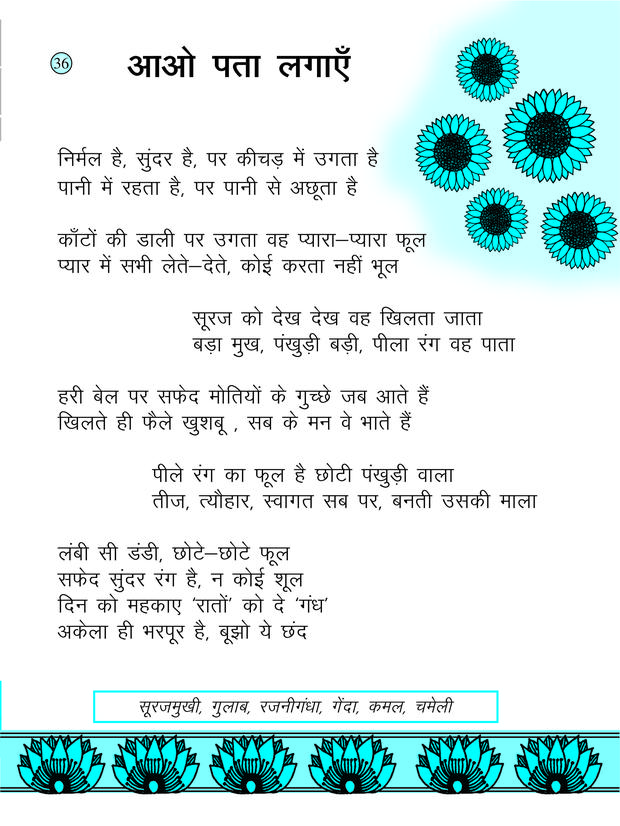 36
आओ पता लगाएँ
निर्मल है, सुंदर है, पर कीचड़ में उगता है
पानी में रहता है, पर पानी से अछूता है
काँटों की डाली पर उगता वह प्यारा–प्यारा फूल
प्यार में सभी लेते–देते, कोई करता नहीं भूल
सूरज को देख देख वह खिलता जाता
बड़ा मुख, पंखुड़ी बड़ी, पीला रंग वह पाता
हरी बेल पर सफेद मोतियों के गुच्छे जब आते हैं
खिलते ही फैले खुशबू , सब के मन वे भाते हैं
पीले रंग का फूल है छोटी पंखुड़ी वाला
तीज, त्यौहार, स्वागत सब पर, बनती उसकी माला
लंबी सी डंडी, छोटे–छोटे फूल
सफेद सुंदर रंग है, न कोई शूल
दिन को महकाए 'रातों' को दे 'गंध'
अकेला ही भरपूर है, बूझो ये छंद
सूरजमुखी, गुलाब, रजनीगंधा, गेंदा, कमल, चमेली